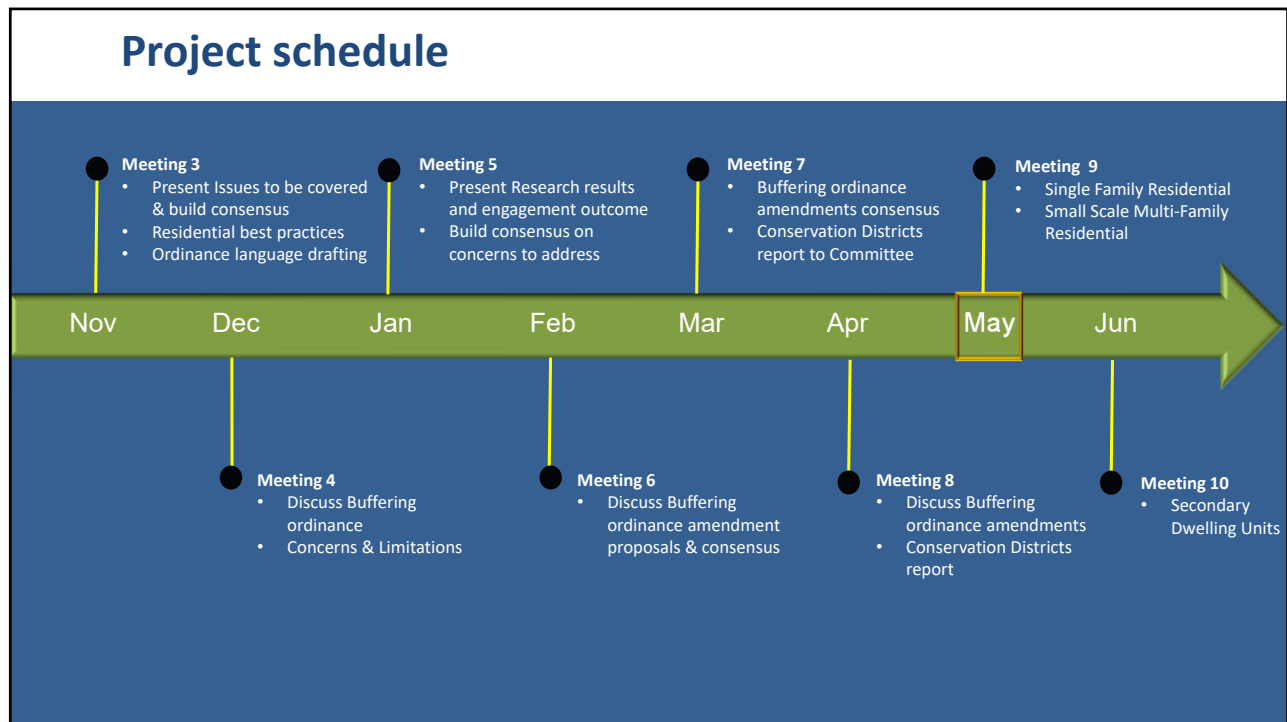 Project schedule
Meeting 3
• Present Issues to be covered
& build consensus
• Residential best practices
• Ordinance language drafting
Meeting 5
• Present Research results
and engagement outcome
• Build consensus on
concerns to address
Meeting 7
• Buffering ordinance
amendments consensus
• Conservation Districts
report to Committee
Meeting 9
• Single Family Residential
• Small Scale Multi-Family
Residential
Nov Dec Jan Feb Mar Apr May Jun
Meeting 4
• Discuss Buffering
ordinance
• Concerns & Limitations
Meeting 6
• Discuss Buffering
ordinance amendment
proposals & consensus
Meeting 8
• Discuss Buffering
ordinance amendments
• Conservation Districts
report
Meeting 10
• Secondary
Dwelling Units